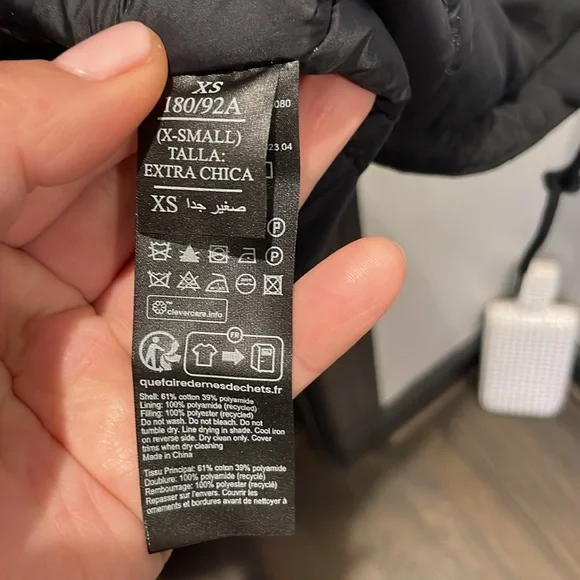 XS
180/92A
(X-SMALL)
TALLA:
EXTRA CHICA
XS صغير جدا
080
23 04
P
P
clevercare.info
FR
quefairedemesdechets.fr
Shell: 61% cotton 39% polyamide
Lining: 100% polyamide (recycled)
Filling: 100% polyester (recycled)
Do not wash. Do not bleach. Do not
tumble dry. Line drying in shade. Cool iron
on reverse side. Dry clean only. Cover
trims when dry cleaning
Made in China
Tissu Principal: 61% coton 39% polyamide
Doublure: 100% polyamide (recyclé)
Rembourrage: 100% polyester (recyclé)
Repasser sur l'envers. Couvrir les
ornements et bordures avant de nettoyer à